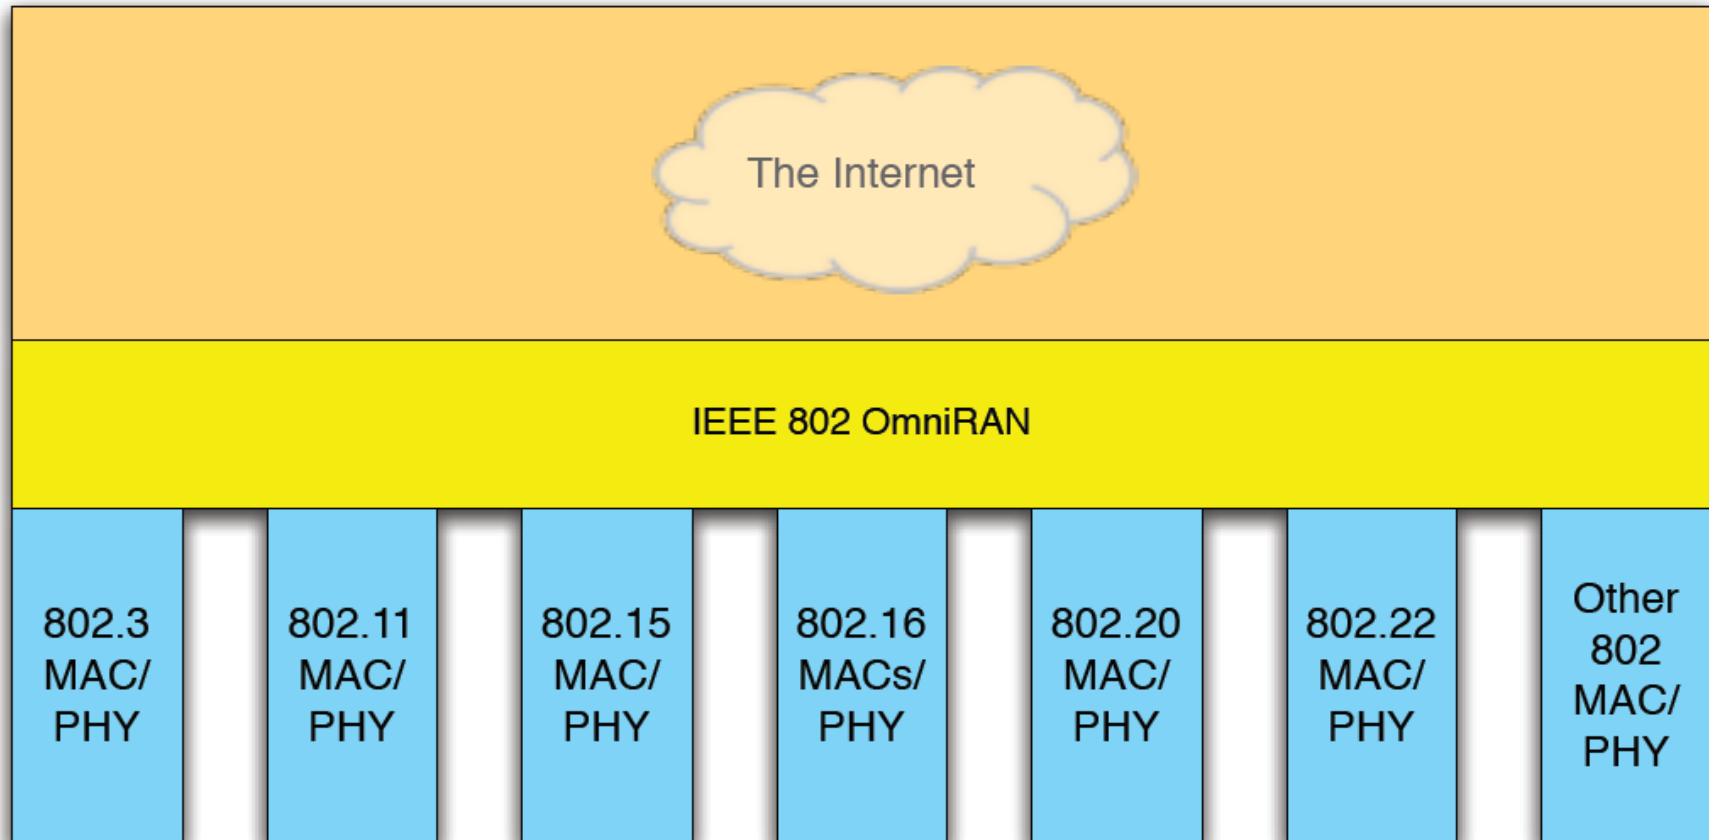 The Internet
IEEE 802 OmniRAN
802.3
MAC/
PHY
802.11
MAC/
PHY
802.15
MAC/
PHY
802.16
MACs/
PHY
802.20
MAC/
PHY
802.22
MAC/
PHY
Other
802
MAC/
PHY